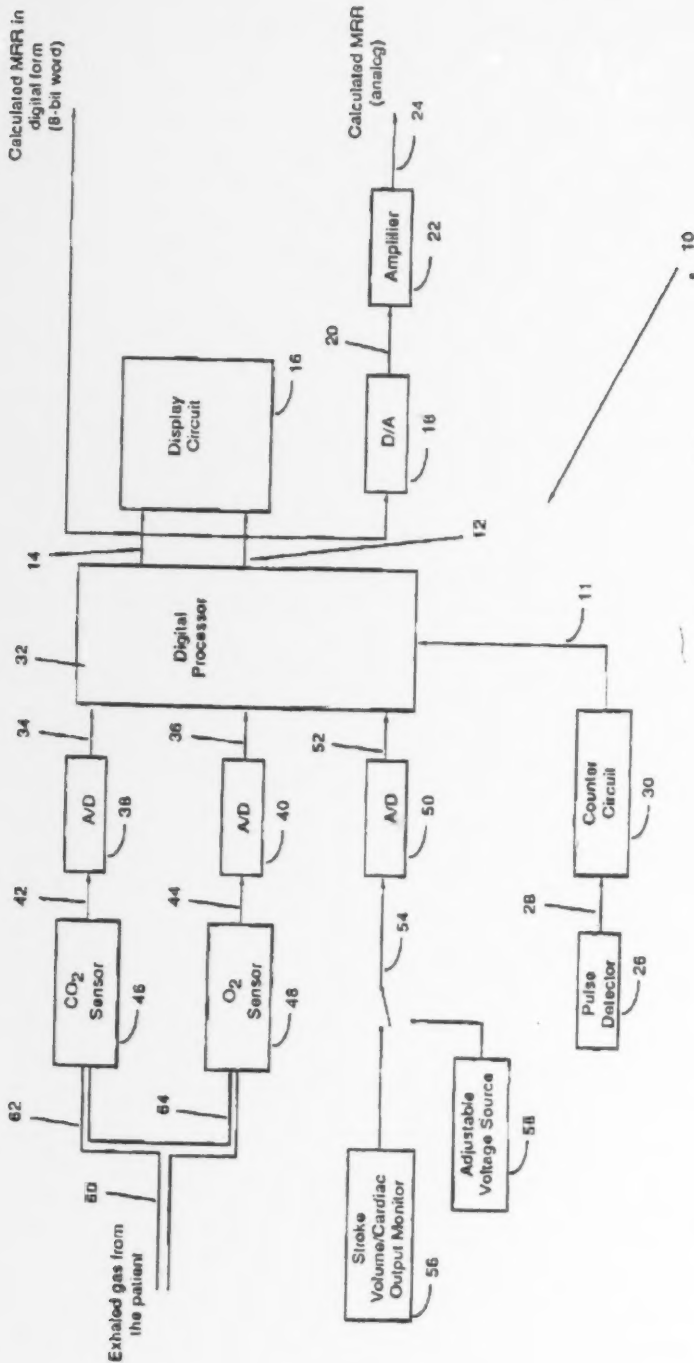 Exhaled gas from
the patient
60
62
64
CO2
Sensor
46
O2
Sensor
48
42
44
A/D
38
A/D
40
34
36
32
Digital
Processor
14
12
Display
Circuit
16
Calculated MRR in
digital form
(8-bit word)
Stroke
Volume/Cardiac
Output Monitor
56
Adjustable
Voltage Source
58
54
A/D
50
52
D/A
18
20
Amplifier
22
24
Calculated MRR
(analog)
Pulse
Detector
26
28
Counter
Circuit
30
11
10